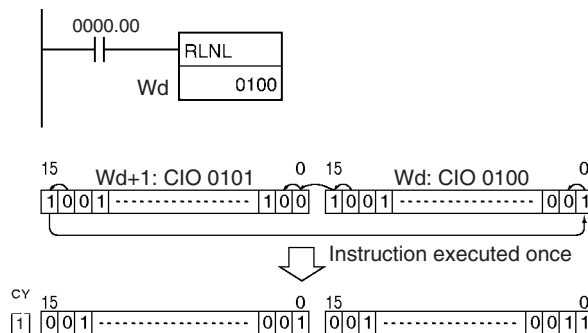 0000.00
RLNL
Wd 0100
15 Wd+1: CIO 0101 0 15 Wd: CIO 0100 0
1 0 0 1 1 0 0 1 0 0 1 0 0 1
Instruction executed once
CY 15 0 15 0
1 0 0 1 0 0 1 0 0 1 0 0 1 1